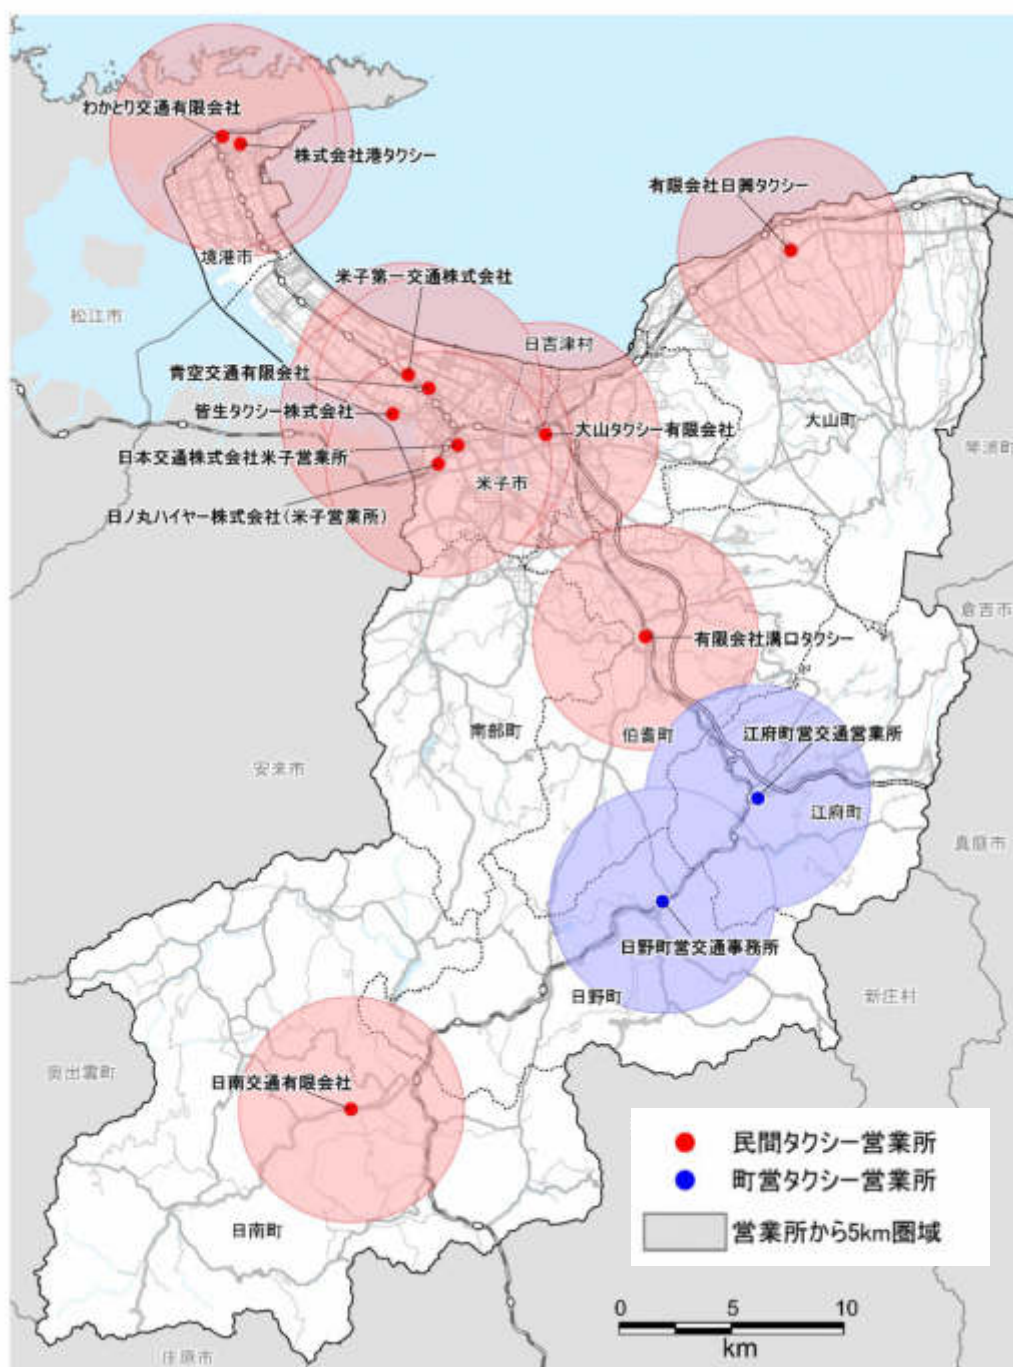 わかとり交通有限会社
株式会社港タクシー
有限会社日興タクシー
境港市
米子第一交通株式会社
松江市
日吉津村
青空交通有限会社
皆生タクシー株式会社
大山町
大山タクシー有限会社
日本交通株式会社米子営業所
琴浦町
米子市
日ノ丸ハイヤー株式会社(米子営業所)
倉吉市
有限会社溝口タクシー
南部町
伯耆町
江府町営交通営業所
安来市
江府町
真庭市
日野町営交通事務所
日野町
新庄村
奥出雲町
日南交通有限会社
日南町
民間タクシー営業所
町営タクシー営業所
営業所から5km圏域
0 5 10
km
庄原市